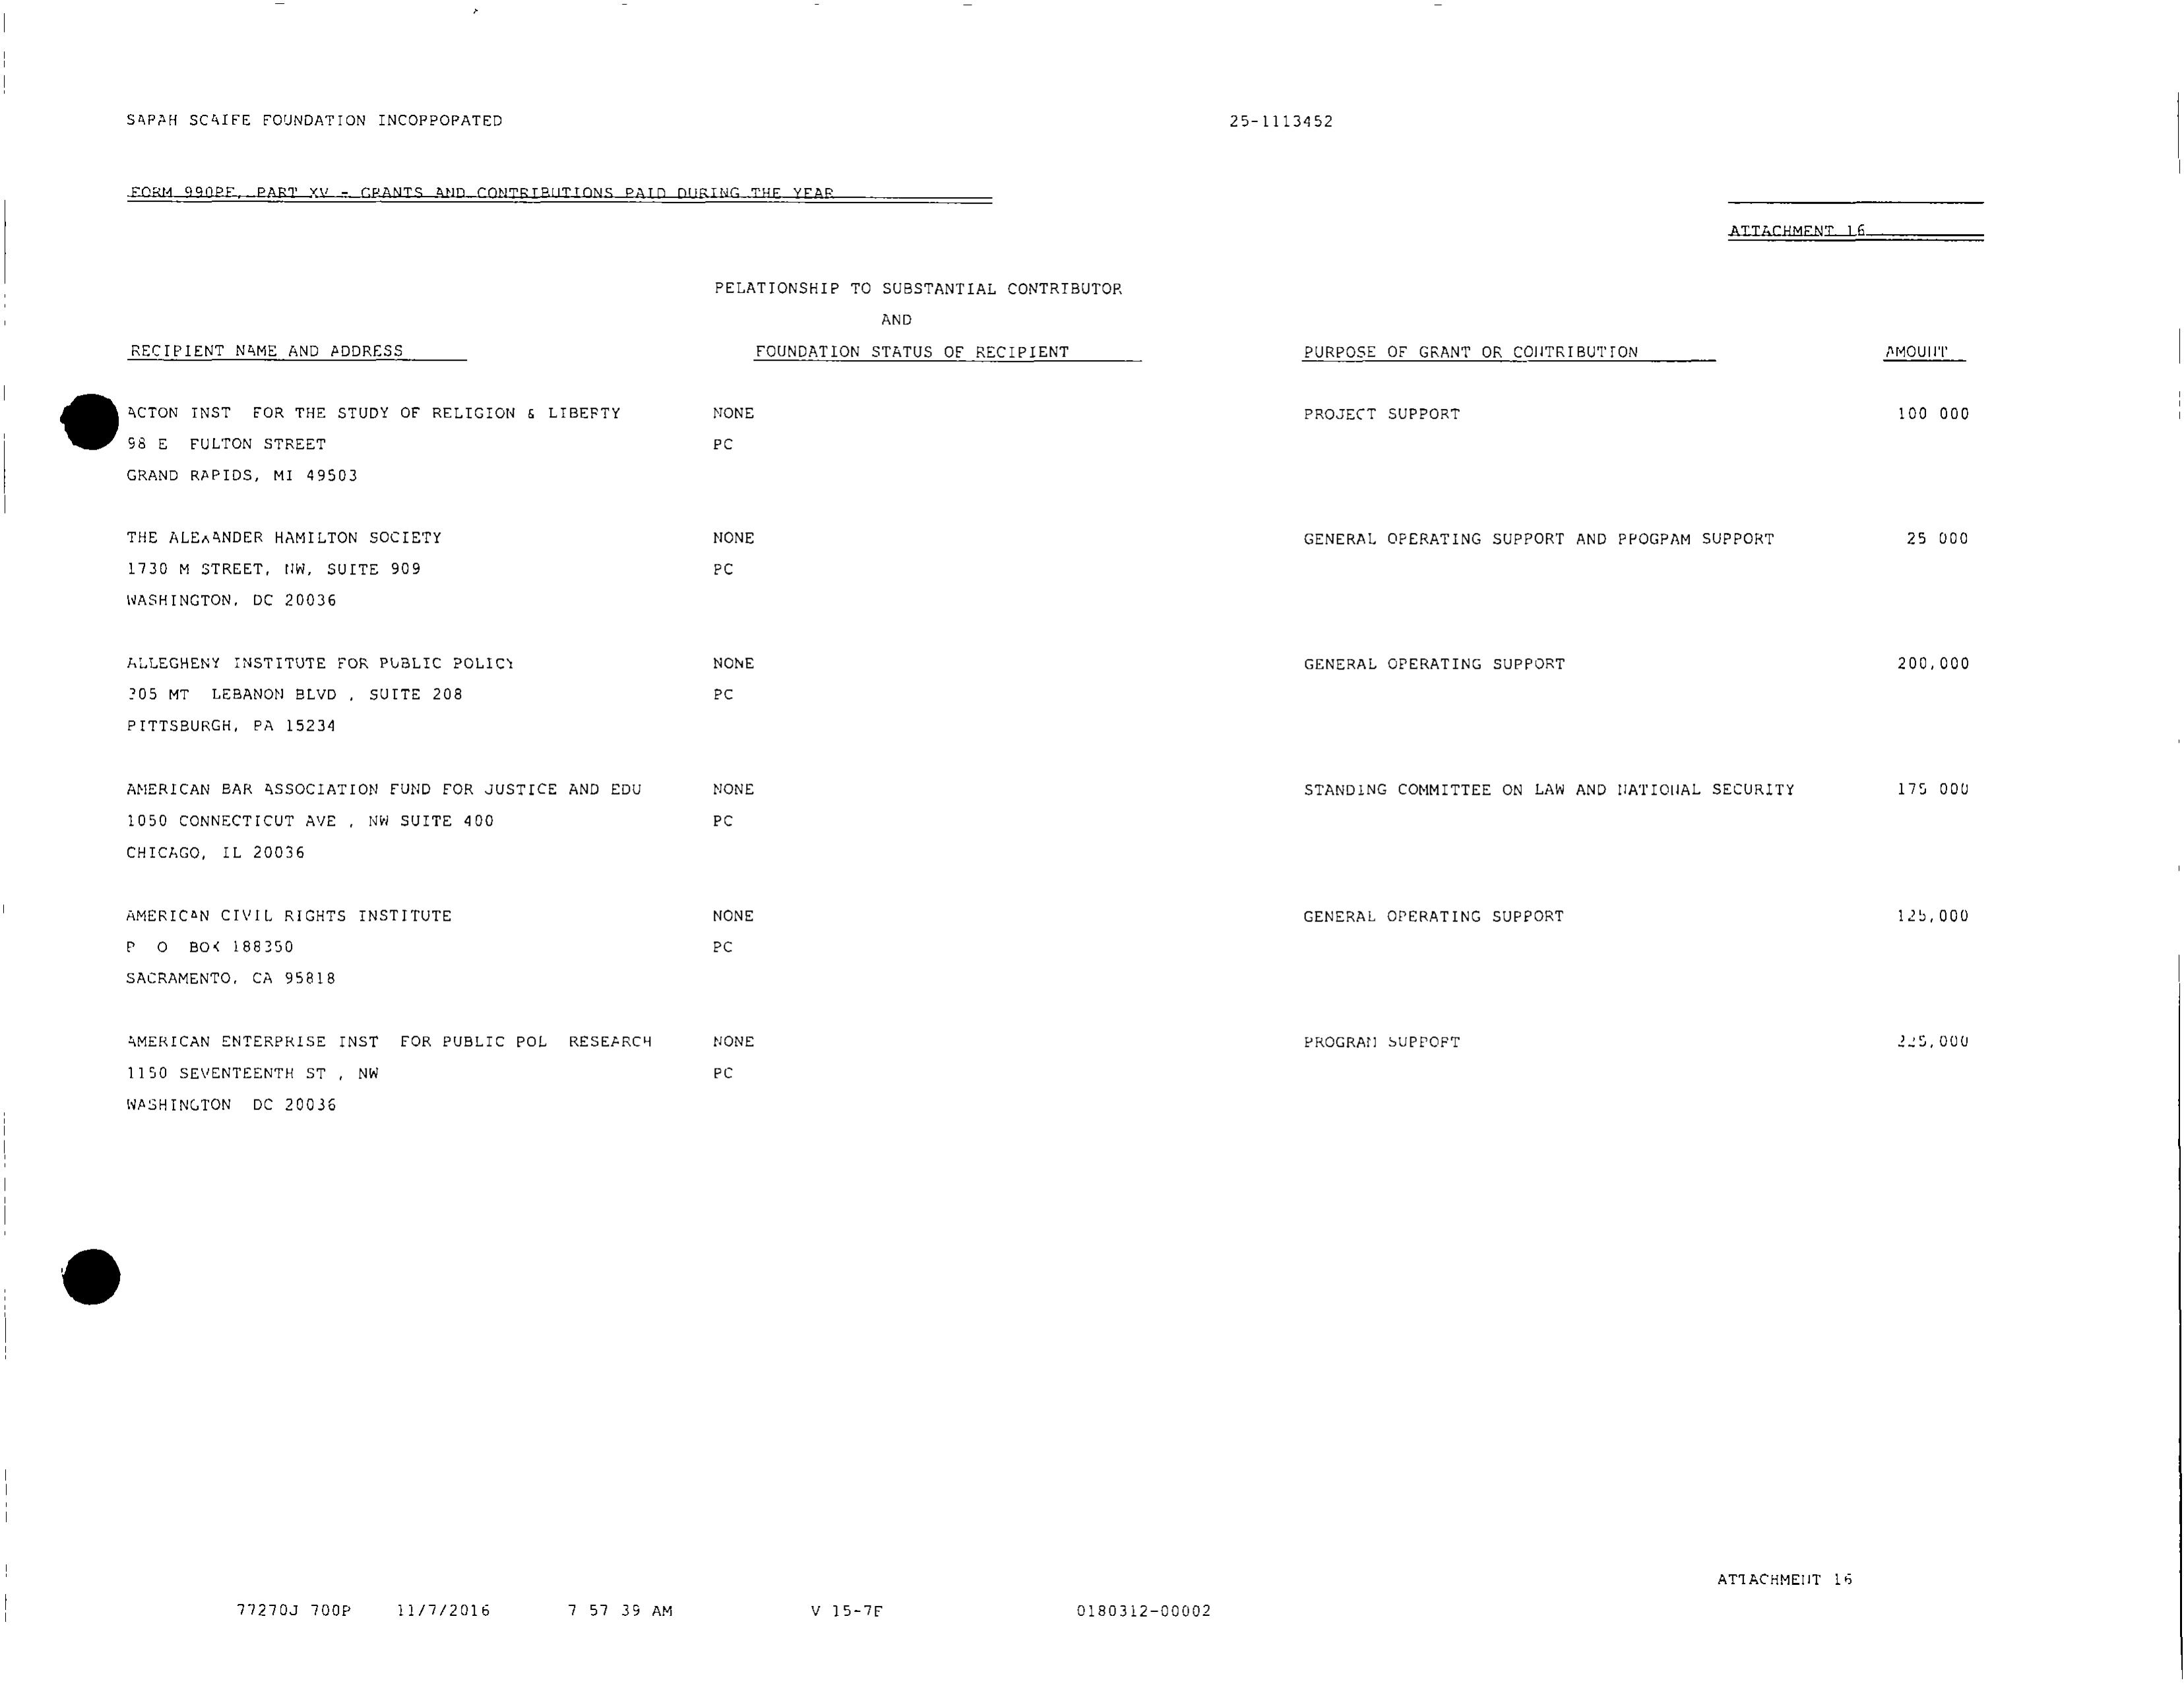 SARAH SCAIFE FOUNDATION INCORPORATED 25-1113452
FORM 990PF, PART XV - GRANTS AND CONTRIBUTIONS PAID DURING THE YEAR
ATTACHMENT 16
RELATIONSHIP TO SUBSTANTIAL CONTRIBUTOR
AND
RECIPIENT NAME AND ADDRESS FOUNDATION STATUS OF RECIPIENT PURPOSE OF GRANT OR CONTRIBUTION AMOUNT
ACTON INST FOR THE STUDY OF RELIGION & LIBERTY NONE PROJECT SUPPORT 100 000
98 E FULTON STREET PC
GRAND RAPIDS, MI 49503
THE ALEXANDER HAMILTON SOCIETY NONE GENERAL OPERATING SUPPORT AND PROGRAM SUPPORT 25 000
1730 M STREET, NW, SUITE 909 PC
WASHINGTON, DC 20036
ALLEGHENY INSTITUTE FOR PUBLIC POLICY NONE GENERAL OPERATING SUPPORT 200,000
305 MT LEBANON BLVD , SUITE 208 PC
PITTSBURGH, PA 15234
AMERICAN BAR ASSOCIATION FUND FOR JUSTICE AND EDU NONE STANDING COMMITTEE ON LAW AND NATIONAL SECURITY 175 000
1050 CONNECTICUT AVE , NW SUITE 400 PC
CHICAGO, IL 20036
AMERICAN CIVIL RIGHTS INSTITUTE NONE GENERAL OPERATING SUPPORT 125,000
P O BOX 188350 PC
SACRAMENTO, CA 95818
AMERICAN ENTERPRISE INST FOR PUBLIC POL RESEARCH NONE PROGRAM SUPPORT
1150 SEVENTEENTH ST , NW PC
WASHINGTON DC 20036
ATTACHMENT 16
77270J 700P 11/7/2016 7 57 39 AM V 15-7F 0180312-00002